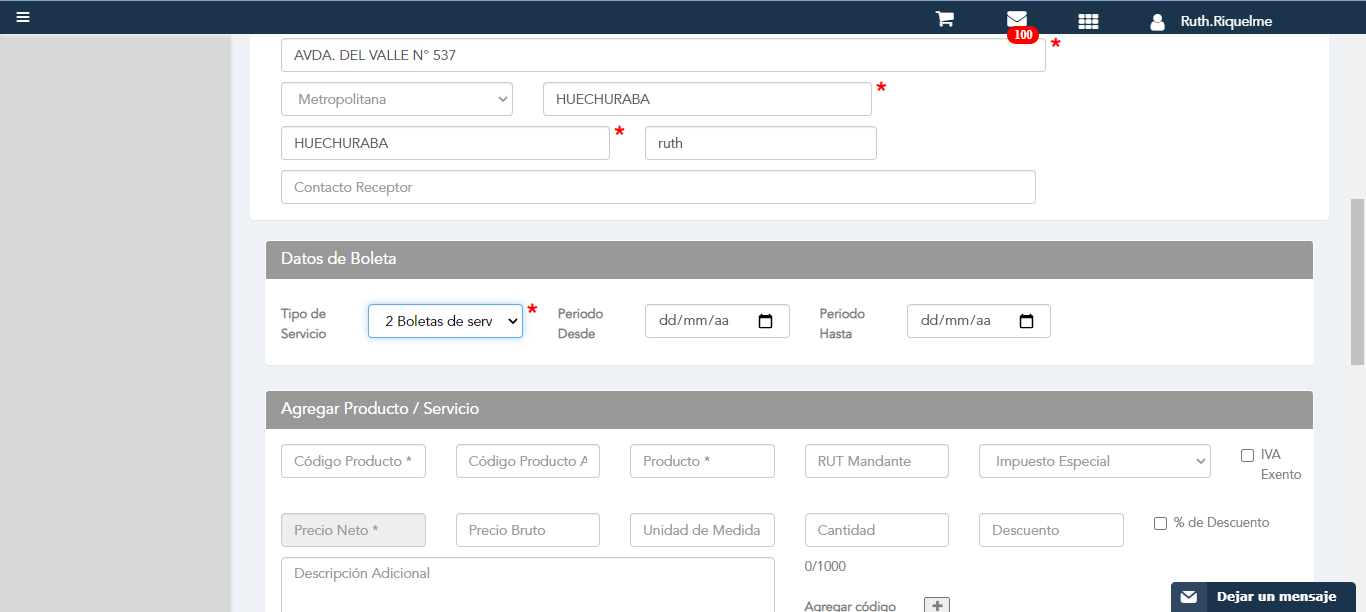 Ruth.Riquelme
100
AVDA. DEL VALLE N° 537 *
Metropolitana HUECHURABA *
HUECHURABA * ruth
Contacto Receptor
Datos de Boleta
Tipo de Servicio 2 Boletas de serv * Periodo Desde dd/mm/aa Periodo Hasta dd/mm/aa
Agregar Producto / Servicio
Código Producto * Código Producto A Producto * RUT Mandante Impuesto Especial IVA Exento
Precio Neto * Precio Bruto Unidad de Medida Cantidad Descuento % de Descuento
Descripción Adicional 0/1000
Agregar código +
Dejar un mensaje